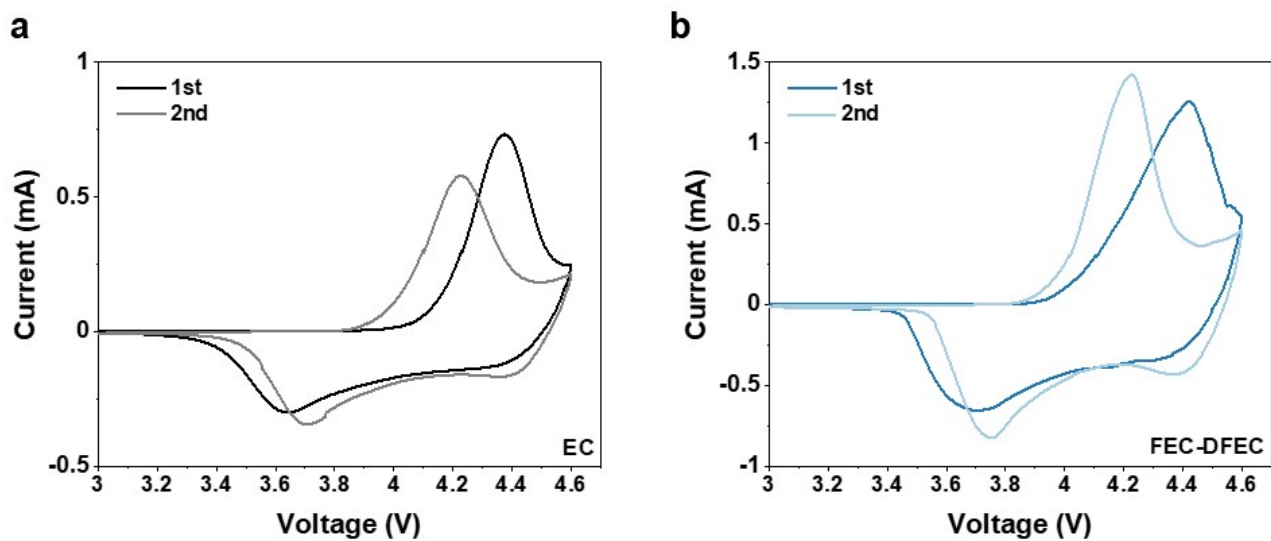 a
1
1st
2nd
0.5
0
-0.5
Current (mA)
EC
3 3.2 3.4 3.6 3.8 4 4.2 4.4 4.6
Voltage (V)
b
1.5
1st
2nd
1
0.5
0
-0.5
-1
Current (mA)
FEC-DFEC
3 3.2 3.4 3.6 3.8 4 4.2 4.4 4.6
Voltage (V)